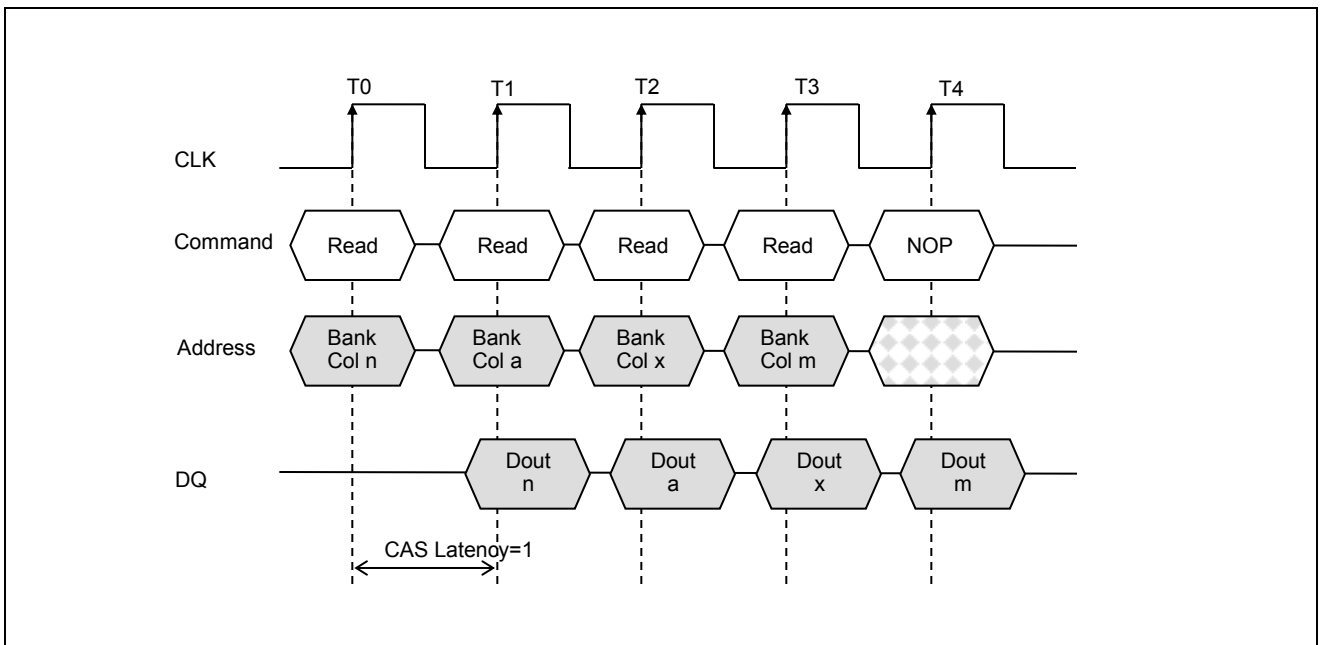 T0 T1 T2 T3 T4
CLK
Command Read Read Read Read NOP
Address
Bank
Col n
Bank
Col a
Bank
Col x
Bank
Col m
DQ
Dout
n
Dout
a
Dout
x
Dout
m
CAS Latency=1